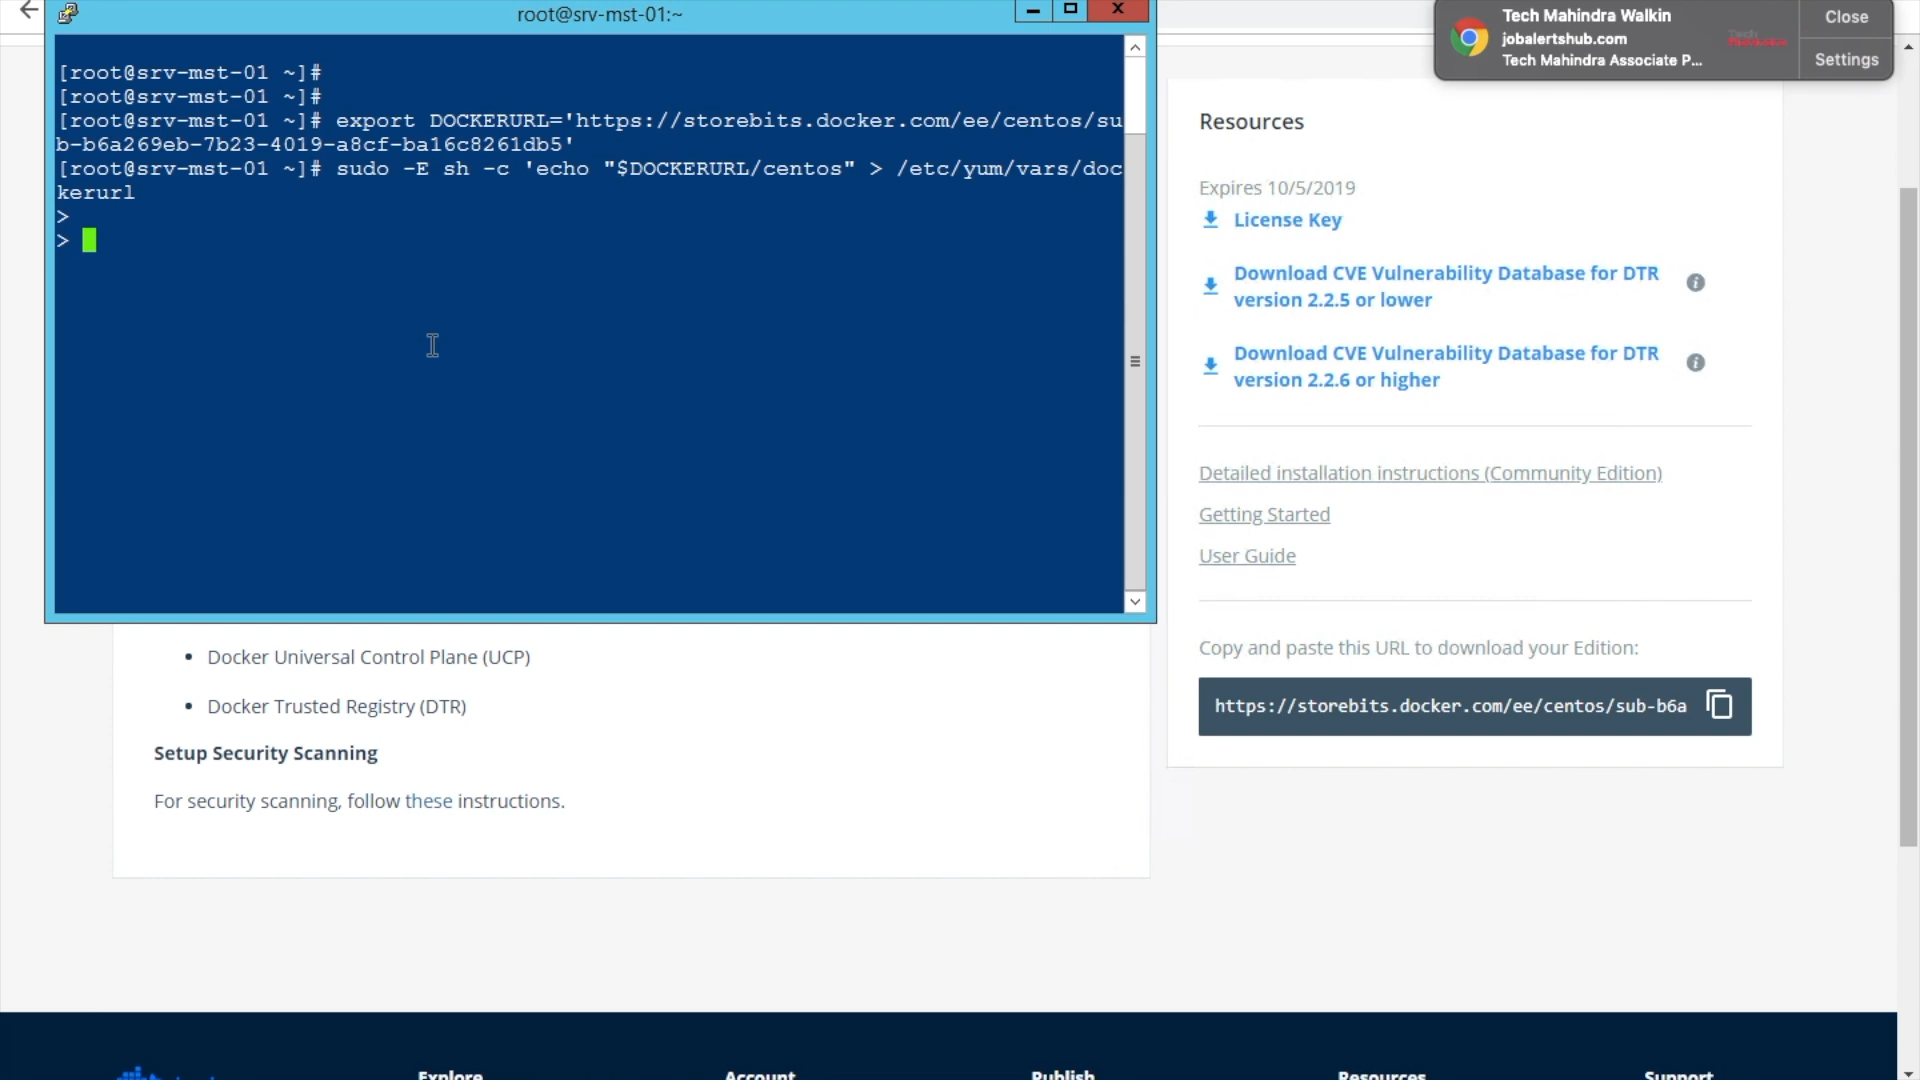 root@srv-mst-01:~
[root@srv-mst-01 ~]#
[root@srv-mst-01 ~]#
[root@srv-mst-01 ~]# export DOCKERURL='https://storebits.docker.com/ee/centos/su
b-b6a269eb-7b23-4019-a8cf-ba16c8261db5'
[root@srv-mst-01 ~]# sudo -E sh -c 'echo "$DOCKERURL/centos" > /etc/yum/vars/doc
kerurl
>
>
Tech Mahindra Walkin
jobalertshub.com
Tech Mahindra Associate P...
Close
Settings
Resources
Expires 10/5/2019
License Key
Download CVE Vulnerability Database for DTR
version 2.2.5 or lower
Download CVE Vulnerability Database for DTR
version 2.2.6 or higher
Detailed installation instructions (Community Edition)
Getting Started
User Guide
Copy and paste this URL to download your Edition:
https://storebits.docker.com/ee/centos/sub-b6a
• Docker Universal Control Plane (UCP)
• Docker Trusted Registry (DTR)
Setup Security Scanning
For security scanning, follow these instructions.
Explore
Account
Publish
Resources
Support